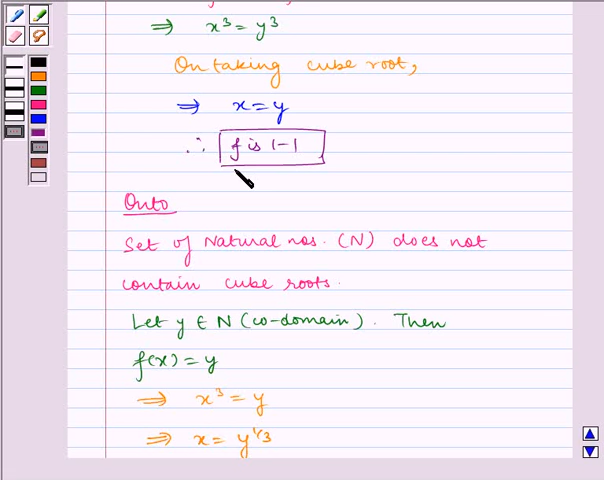 ⇒ x³ = y³
On taking cube root,
⇒ x = y
∴ f is 1-1
Onto
Set of Natural nos. (N) does not
contain cube roots.
Let y ∈ N (co-domain). Then
f(x) = y
⇒ x³ = y
⇒ x = y^1/3